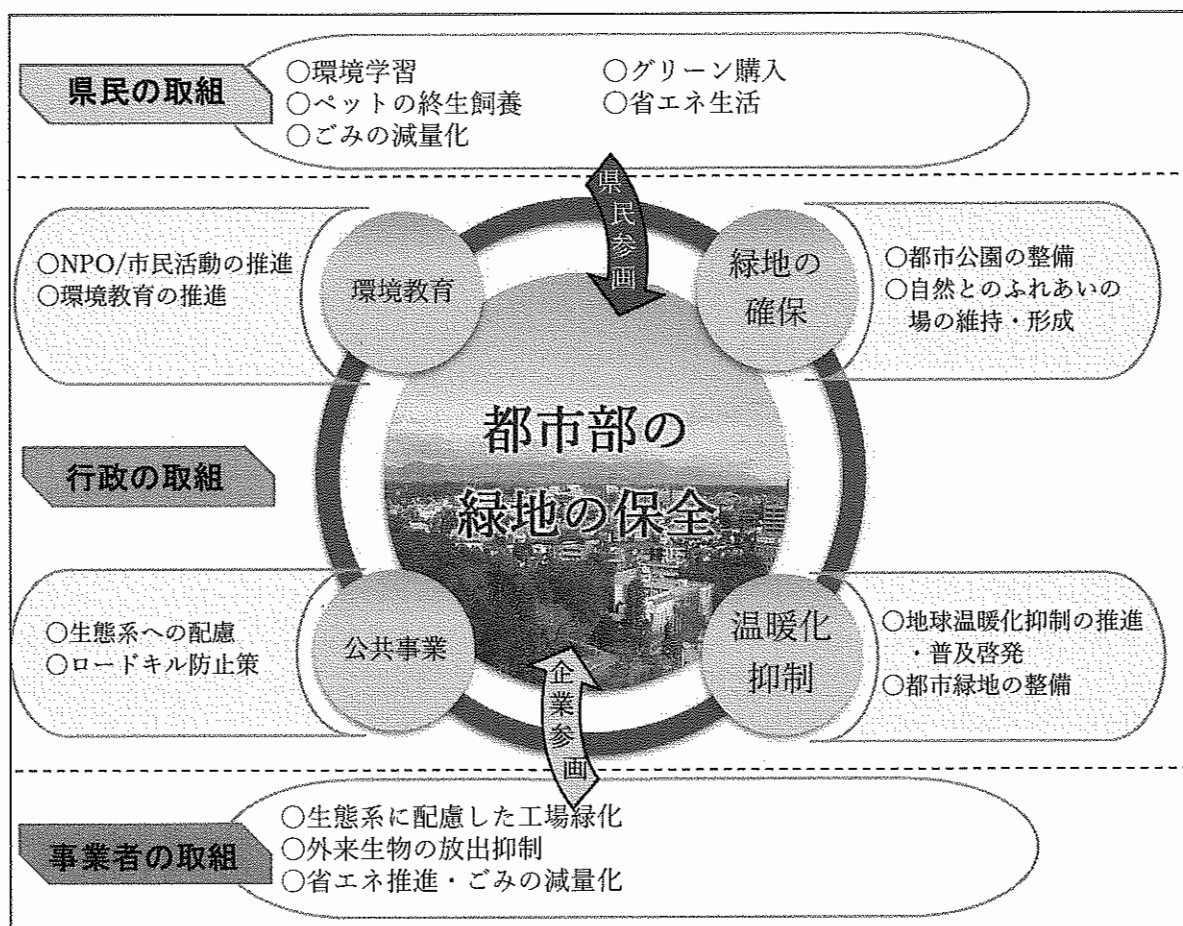 県民の取組
○環境学習
○ペットの終生飼養
○ごみの減量化
○グリーン購入
○省エネ生活
県民参画
○NPO/市民活動の推進
○環境教育の推進
環境教育
緑地の
確保
○都市公園の整備
○自然とのふれあいの
場の維持・形成
都市部の
緑地の保全
行政の取組
○生態系への配慮
○ロードキル防止策
公共事業
温暖化
抑制
○地球温暖化抑制の推進
・普及啓発
○都市緑地の整備
企業参画
事業者の取組
○生態系に配慮した工場緑化
○外来生物の放出抑制
○省エネ推進・ごみの減量化